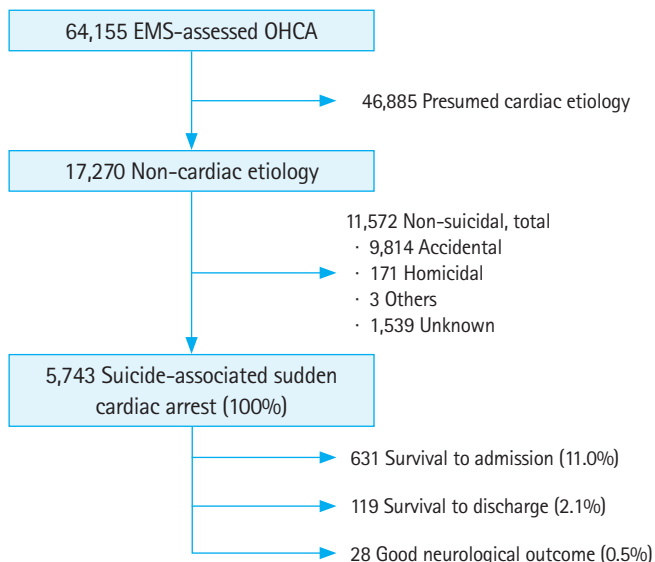 64,155 EMS-assessed OHCA
46,885 Presumed cardiac etiology
17,270 Non-cardiac etiology
11,572 Non-suicidal, total
· 9,814 Accidental
· 171 Homicidal
· 3 Others
· 1,539 Unknown
5,743 Suicide-associated sudden
cardiac arrest (100%)
631 Survival to admission (11.0%)
119 Survival to discharge (2.1%)
28 Good neurological outcome (0.5%)